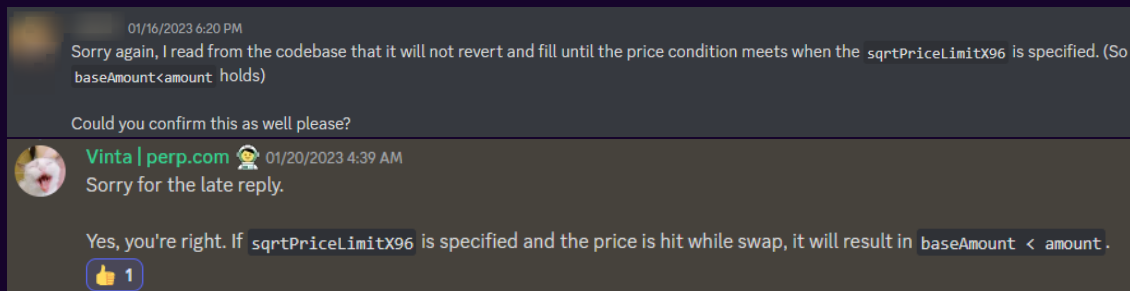 01/16/2023 6:20 PM
Sorry again, I read from the codebase that it will not revert and fill until the price condition meets when the sqrtPriceLimitX96 is specified. (So
baseAmount<amount holds)
Could you confirm this as well please?
Vinta | perp.com 01/20/2023 4:39 AM
Sorry for the late reply.
Yes, you're right. If sqrtPriceLimitX96 is specified and the price is hit while swap, it will result in baseAmount < amount.
1